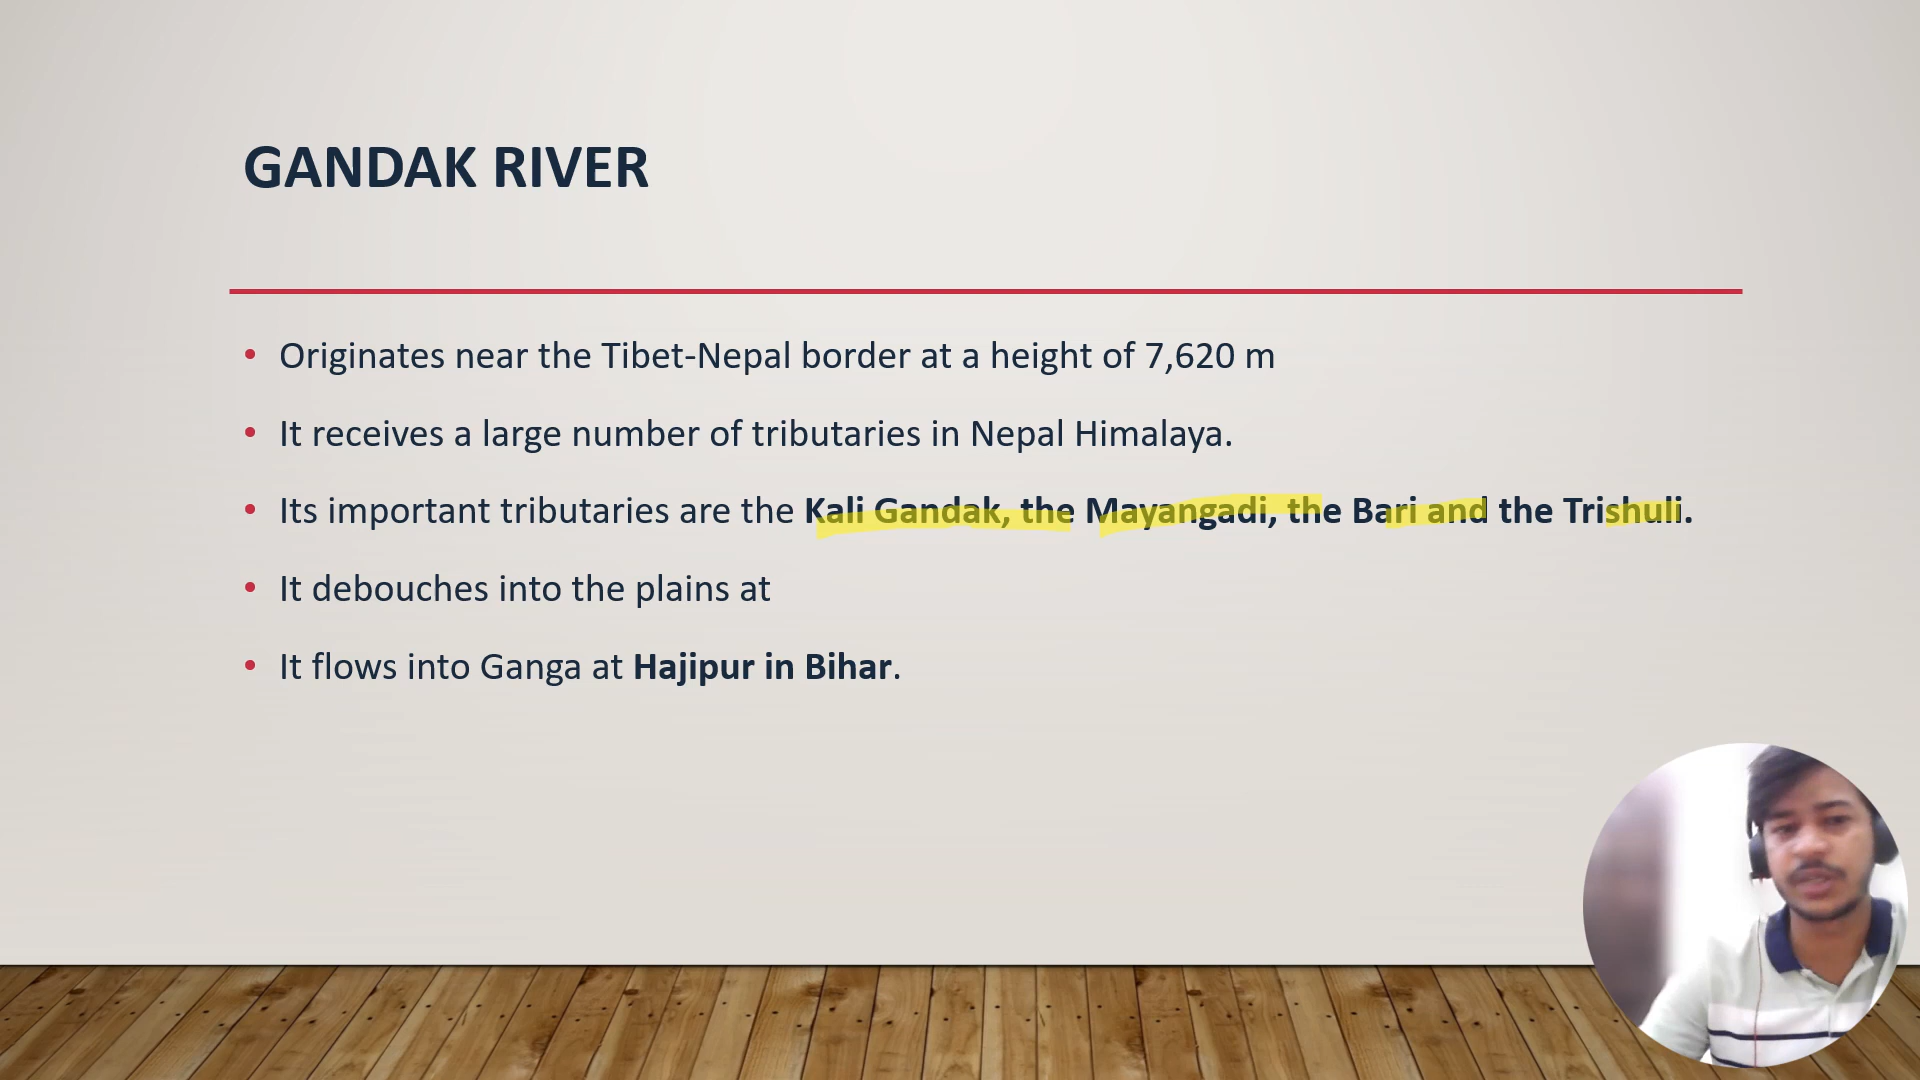 GANDAK RIVER
• Originates near the Tibet-Nepal border at a height of 7,620 m
• It receives a large number of tributaries in Nepal Himalaya.
• Its important tributaries are the Kali Gandak, the Mayangadi, the Bari and the Trishuli.
• It debouches into the plains at
• It flows into Ganga at Hajipur in Bihar.